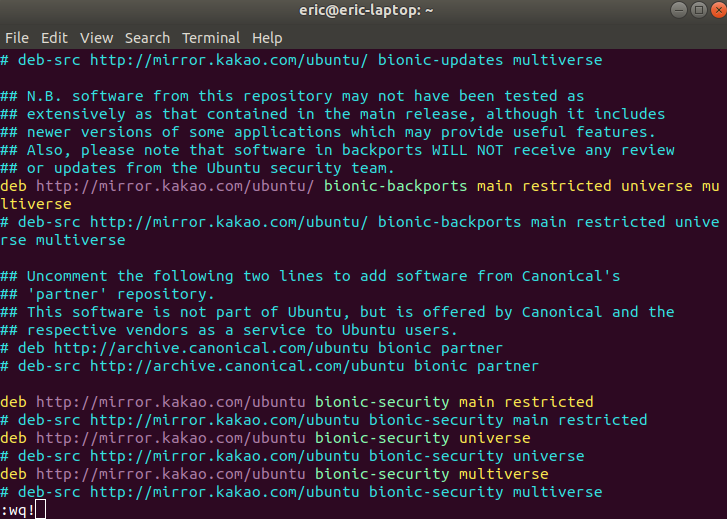 eric@eric-laptop: ~
File Edit View Search Terminal Help
# deb-src http://mirror.kakao.com/ubuntu/ bionic-updates multiverse
## N.B. software from this repository may not have been tested as
## extensively as that contained in the main release, although it includes
## newer versions of some applications which may provide useful features.
## Also, please note that software in backports WILL NOT receive any review
## or updates from the Ubuntu security team.
deb http://mirror.kakao.com/ubuntu/ bionic-backports main restricted universe mu
ltiverse
# deb-src http://mirror.kakao.com/ubuntu/ bionic-backports main restricted unive
rse multiverse
## Uncomment the following two lines to add software from Canonical's
## 'partner' repository.
## This software is not part of Ubuntu, but is offered by Canonical and the
## respective vendors as a service to Ubuntu users.
# deb http://archive.canonical.com/ubuntu bionic partner
# deb-src http://archive.canonical.com/ubuntu bionic partner
deb http://mirror.kakao.com/ubuntu bionic-security main restricted
# deb-src http://mirror.kakao.com/ubuntu bionic-security main restricted
deb http://mirror.kakao.com/ubuntu bionic-security universe
# deb-src http://mirror.kakao.com/ubuntu bionic-security universe
deb http://mirror.kakao.com/ubuntu bionic-security multiverse
# deb-src http://mirror.kakao.com/ubuntu bionic-security multiverse
:wq!